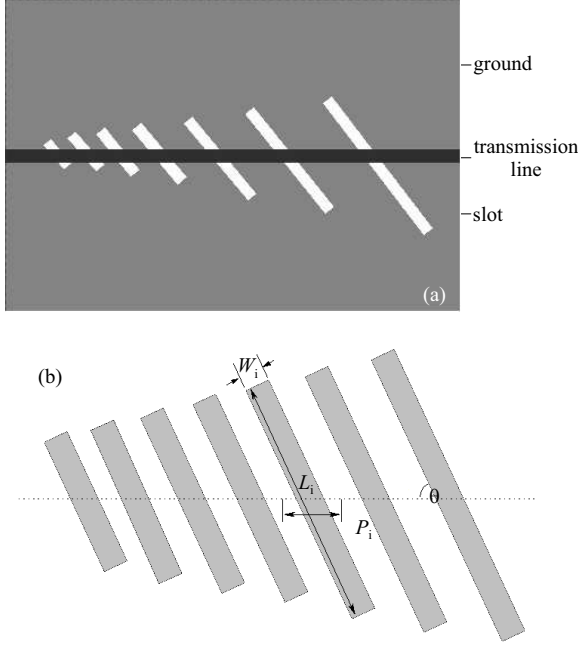 ground
transmission
line
slot
(a)
(b)
Wi
Li
Pi
θ